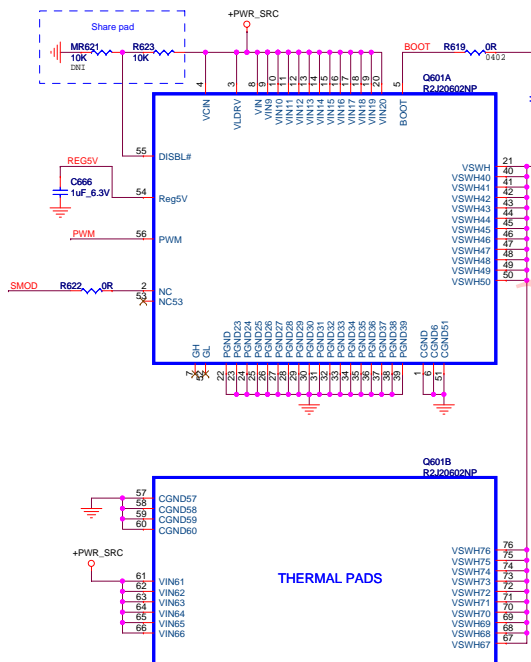 Share pad
+PWR_SRC
MR621
10K
DNI
R623
10K
BOOT
R619
0R
0402
4
3
8
9
10
11
12
13
14
15
16
17
18
19
20
5
Q601A
R2J20602NP
VCIN
VLDRV
VIN
VIN9
VIN10
VIN11
VIN12
VIN13
VIN14
VIN15
VIN16
VIN17
VIN18
VIN19
VIN20
BOOT
55
DISBL#
REG5V
C666
1uF_6.3V
54
Reg5V
PWM
56
PWM
SMOD
R622
0R
2
NC
53
NC53
VSWH
21
VSWH40
40
VSWH41
41
VSWH42
42
VSWH43
43
VSWH44
44
VSWH45
45
VSWH46
46
VSWH47
47
VSWH48
48
VSWH49
49
VSWH50
50
GH
GL
PGND
PGND23
PGND24
PGND25
PGND26
PGND27
PGND28
PGND29
PGND30
PGND31
PGND32
PGND33
PGND34
PGND35
PGND36
PGND37
PGND38
PGND39
CGND
CGND6
CGND51
7
52
22
23
24
25
26
27
28
29
30
31
32
33
34
35
36
37
38
39
1
6
51
Q601B
R2J20602NP
57
CGND57
58
CGND58
59
CGND59
60
CGND60
+PWR_SRC
61
VIN61
62
VIN62
63
VIN63
64
VIN64
65
VIN65
66
VIN66
THERMAL PADS
VSWH76
76
VSWH75
75
VSWH74
74
VSWH73
73
VSWH72
72
VSWH71
71
VSWH70
70
VSWH69
69
VSWH68
68
VSWH67
67